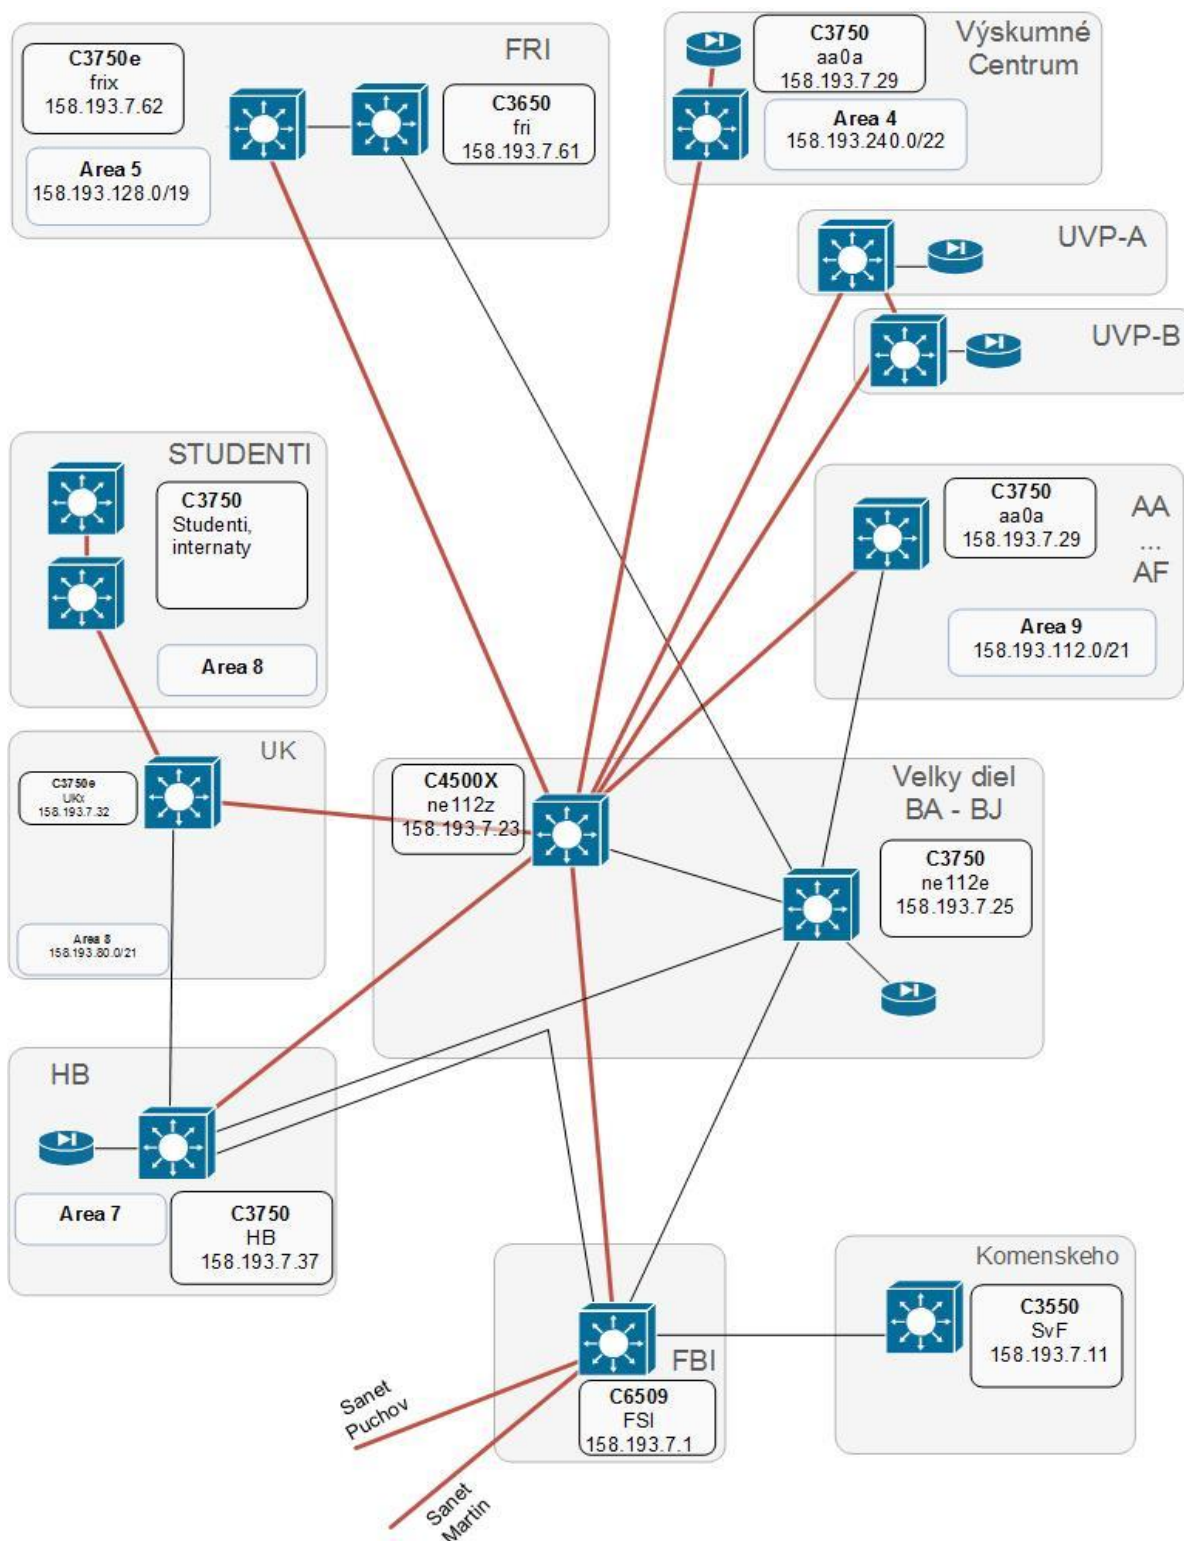 FRI
C3750e
frix
158.193.7.62
C3650
fri
158.193.7.61
Area 5
158.193.128.0/19
Výskumné
Centrum
C3750
aa0a
158.193.7.29
Area 4
158.193.240.0/22
UVP-A
UVP-B
STUDENTI
C3750
Studenti,
internaty
Area 8
C3750
aa0a
158.193.7.29
AA
...
AF
Area 9
158.193.112.0/21
UK
C3750e
UKx
158.193.7.32
Area 8
158.193.80.0/21
C4500X
ne112z
158.193.7.23
Velky diel
BA - BJ
C3750
ne112e
158.193.7.25
HB
Area 7
C3750
HB
158.193.7.37
FBI
C6509
FSI
158.193.7.1
Komenskeho
C3550
SvF
158.193.7.11
Sanet
Puchov
Sanet
Martin